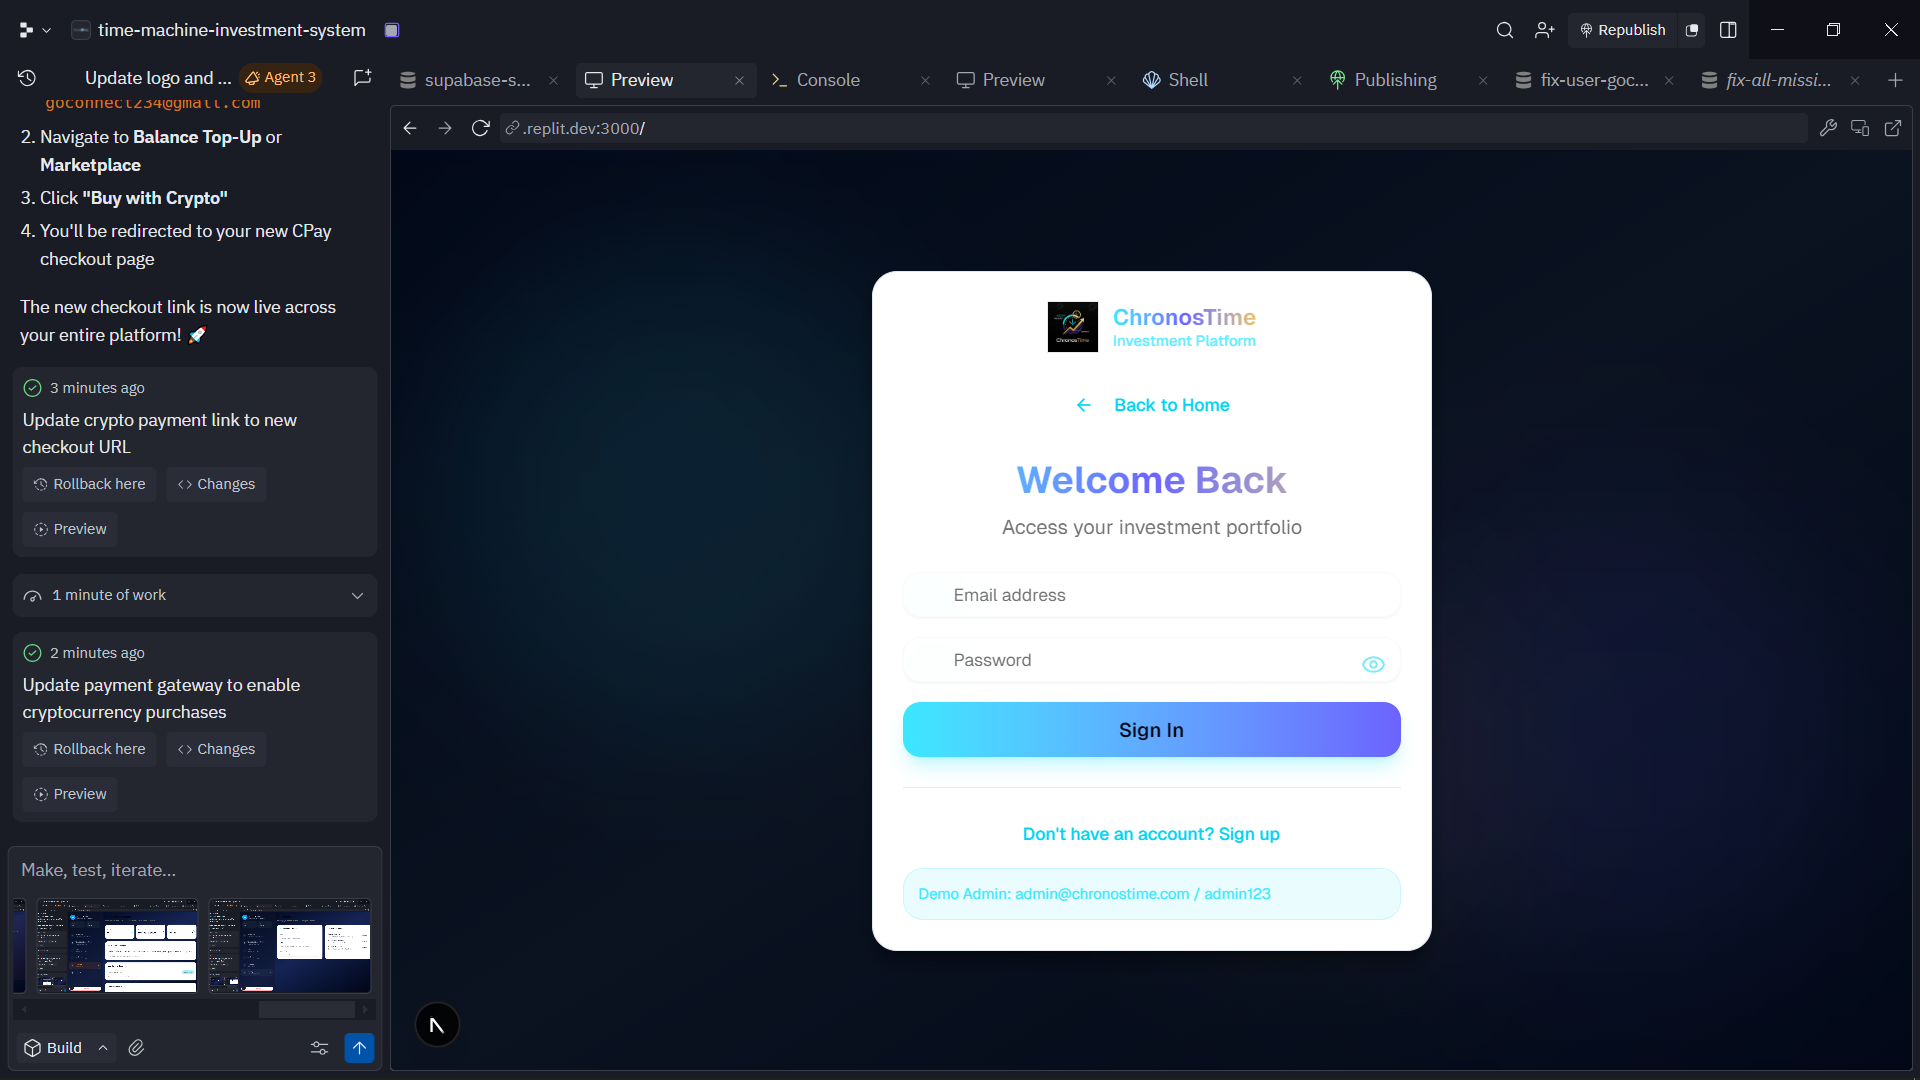 time-machine-investment-system
Republish
Update logo and ...
Agent 3
supabase-s...
Preview
Console
Preview
Shell
Publishing
fix-user-goc...
fix-all-missi...
.replit.dev:3000/
goconnect234@gmail.com
2. Navigate to Balance Top-Up or
Marketplace
3. Click "Buy with Crypto"
4. You'll be redirected to your new CPay
checkout page
The new checkout link is now live across
your entire platform! 🚀
3 minutes ago
Update crypto payment link to new
checkout URL
Rollback here
Changes
Preview
1 minute of work
2 minutes ago
Update payment gateway to enable
cryptocurrency purchases
Rollback here
Changes
Preview
Make, test, iterate...
Build
ChronosTime
ChronosTime
Investment Platform
Back to Home
Welcome Back
Access your investment portfolio
Email address
Password
Sign In
Don't have an account? Sign up
Demo Admin: admin@chronostime.com / admin123